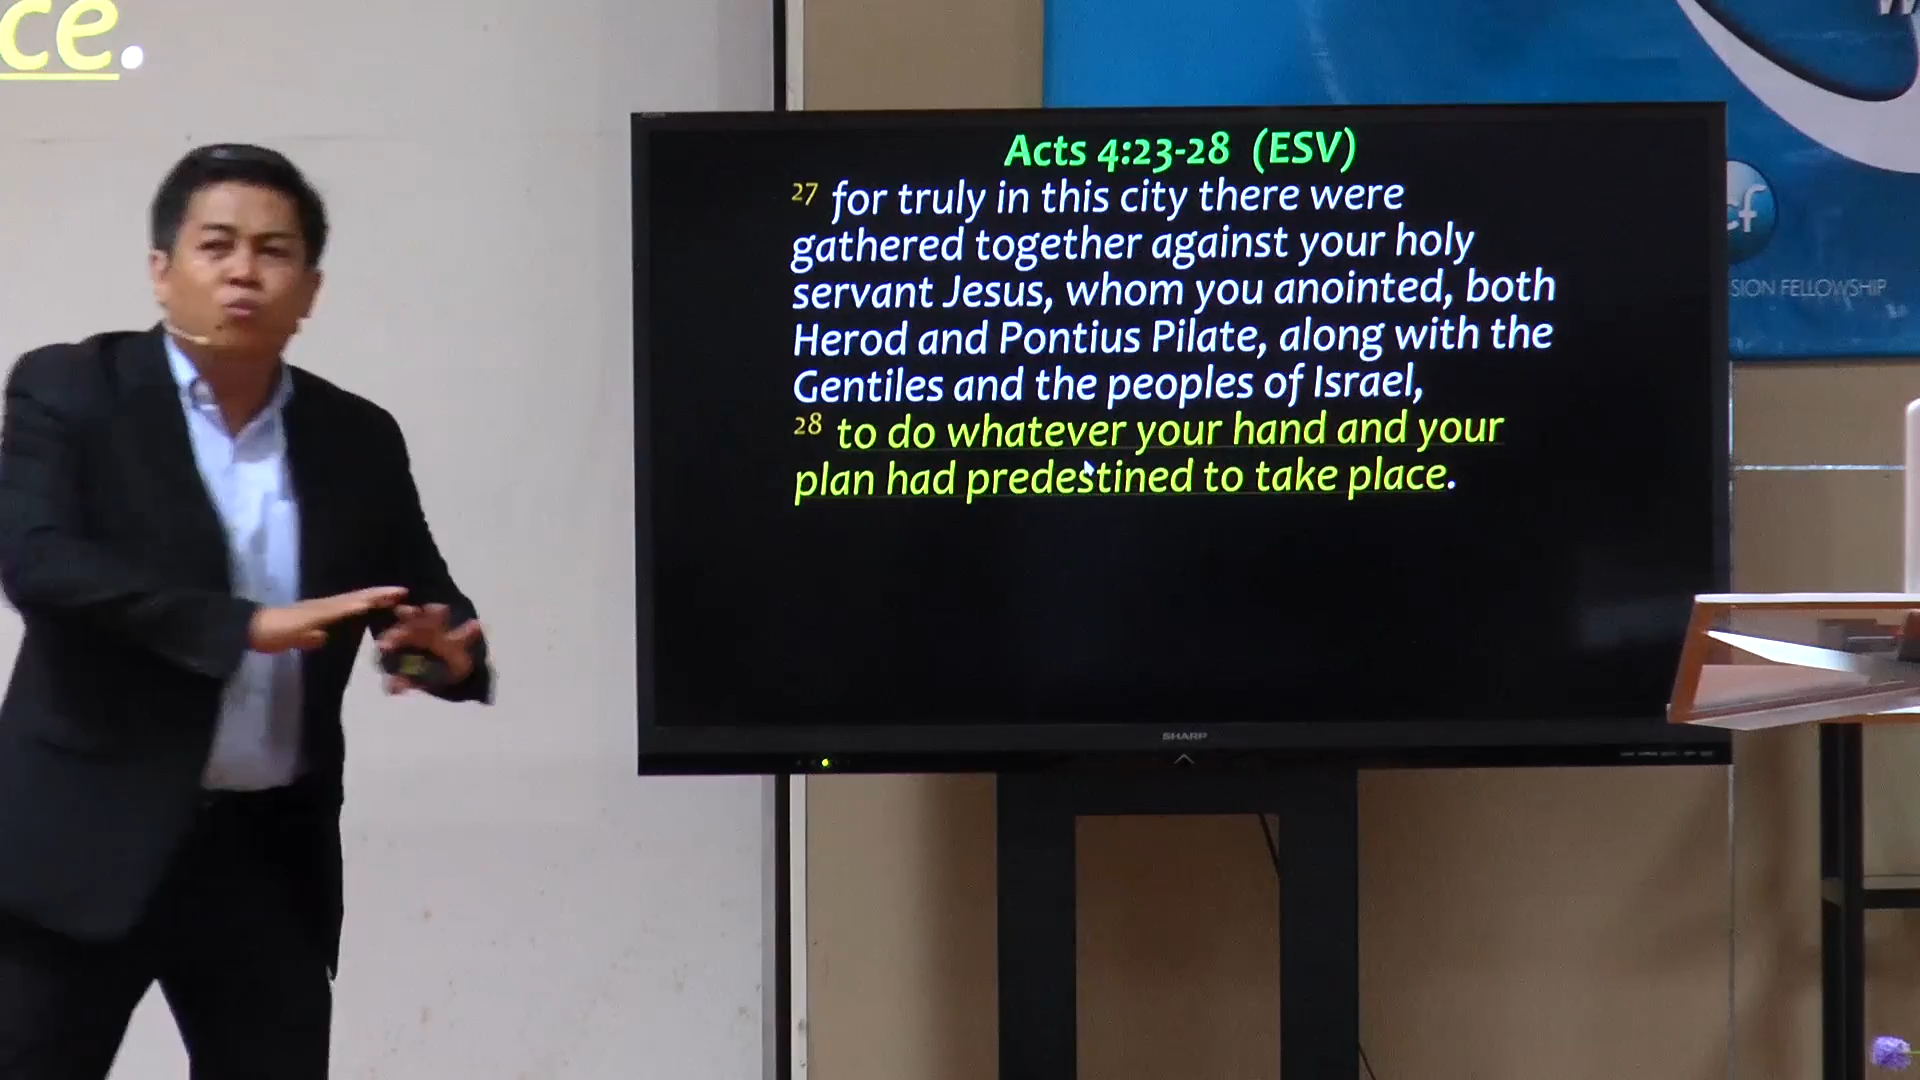 ce.
Acts 4:23-28 (ESV)
27 for truly in this city there were
gathered together against your holy
servant Jesus, whom you anointed, both
Herod and Pontius Pilate, along with the
Gentiles and the peoples of Israel,
28 to do whatever your hand and your
plan had predestined to take place.
SHARP
cf
SION FELLOWSHIP